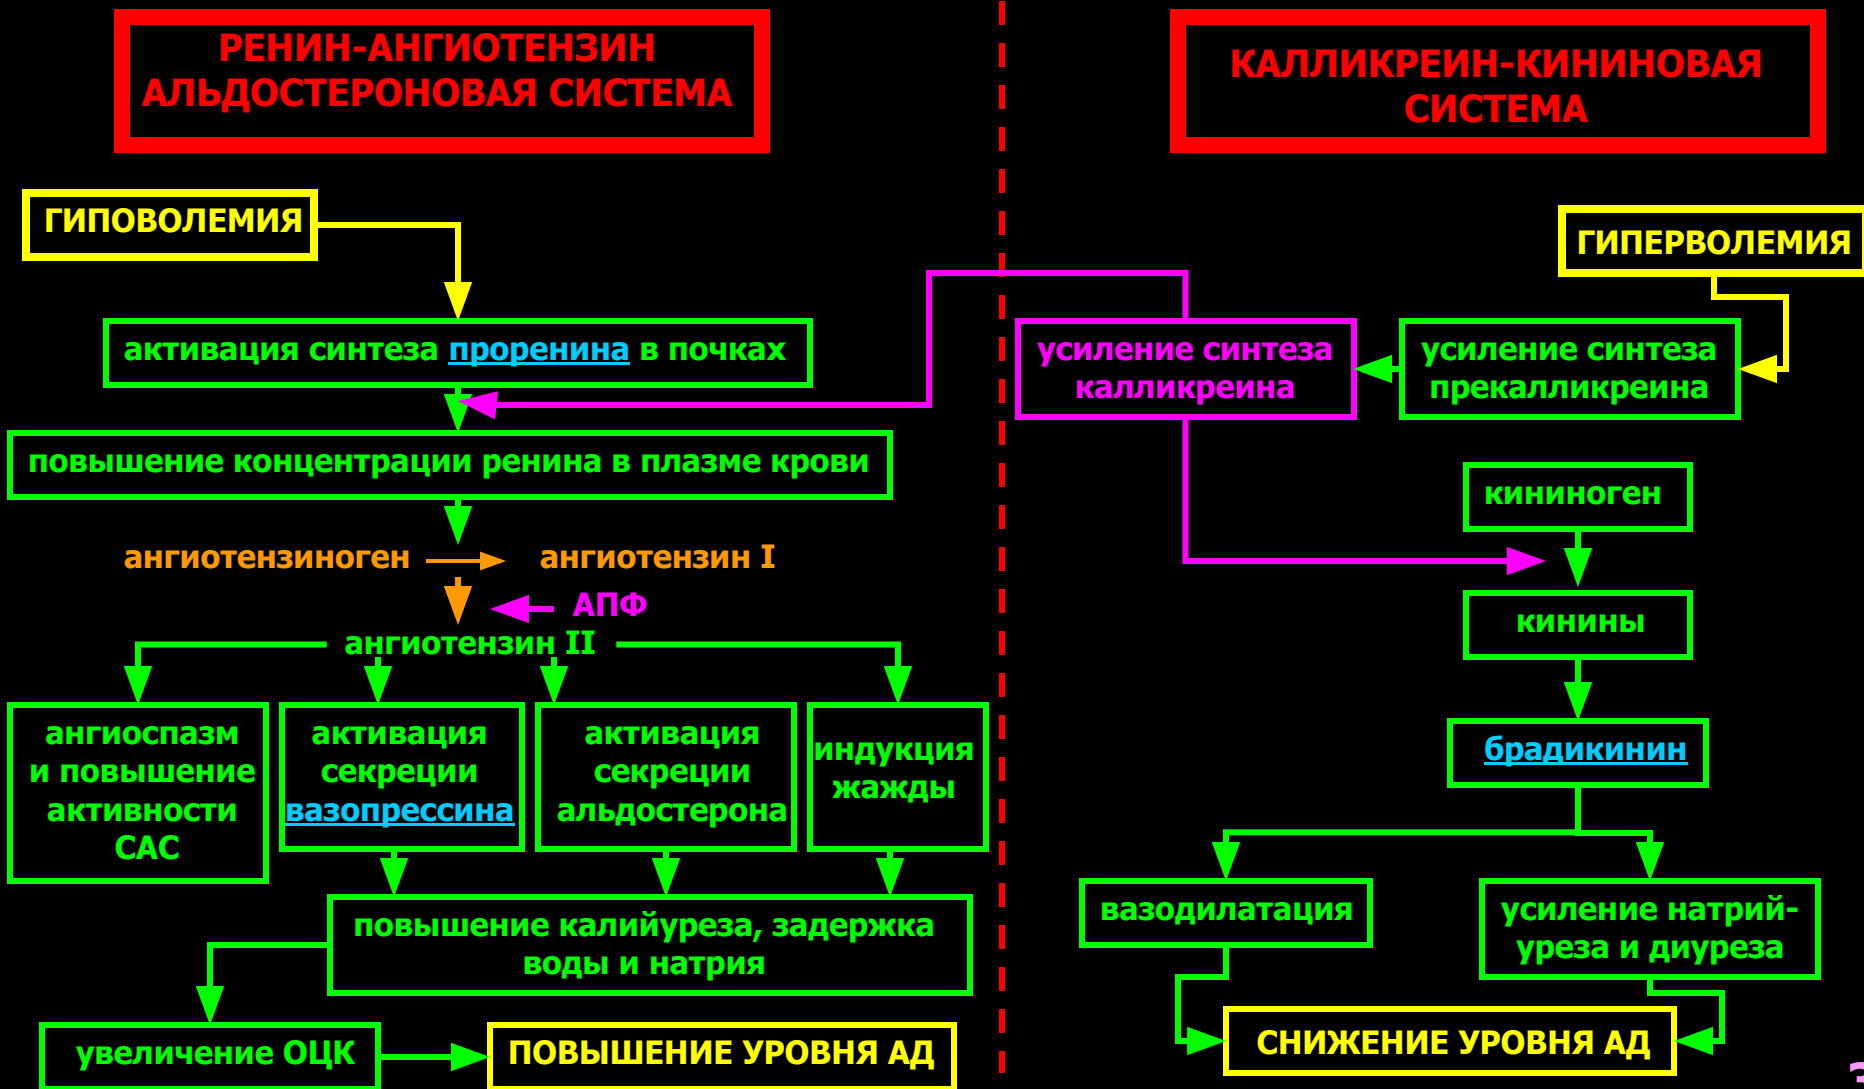 РЕНИН-АНГИОТЕНЗИН
АЛЬДОСТЕРОНОВАЯ СИСТЕМА
ГИПОВОЛЕМИЯ
активация синтеза проренина в почках
повышение концентрации ренина в плазме крови
ангиотензиноген
ангиотензин I
АПФ
ангиотензин II
ангиоспазм
и повышение
активности
САС
активация
секреции
вазопрессина
активация
секреции
альдостерона
индукция
жажды
повышение калийуреза, задержка
воды и натрия
увеличение ОЦК
ПОВЫШЕНИЕ УРОВНЯ АД
КАЛЛИКРЕИН-КИНИНОВАЯ
СИСТЕМА
ГИПЕРВОЛЕМИЯ
усиление синтеза
калликреина
усиление синтеза
прекалликреина
кининоген
кинины
брадикинин
вазодилатация
усиление натрий-
уреза и диуреза
СНИЖЕНИЕ УРОВНЯ АД